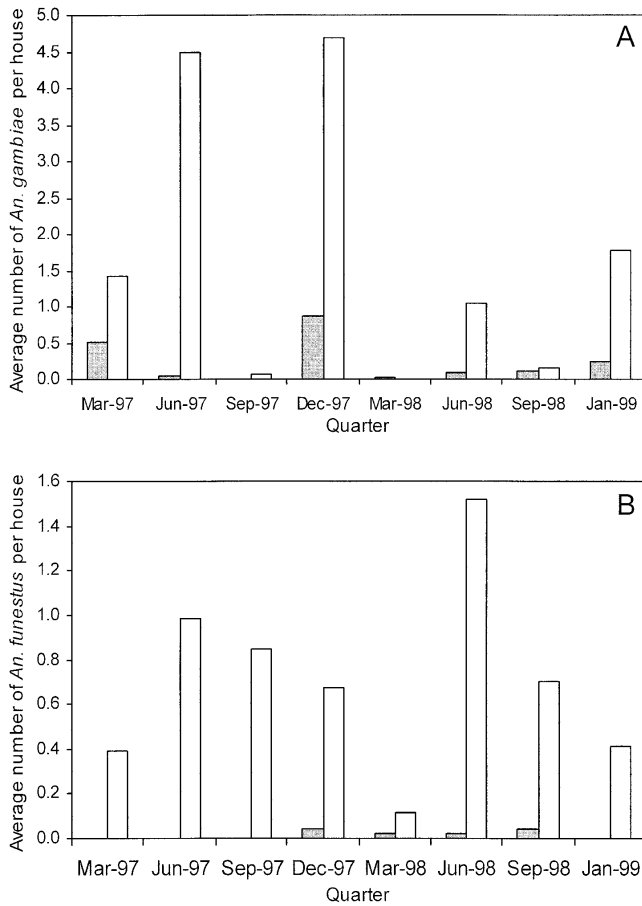 A
Average number of An. gambiae per house
5.0
4.5
4.0
3.5
3.0
2.5
2.0
1.5
1.0
0.5
0.0
Mar-97 Jun-97 Sep-97 Dec-97 Mar-98 Jun-98 Sep-98 Jan-99
Quarter
B
Average number of An. funestus per house
1.6
1.4
1.2
1.0
0.8
0.6
0.4
0.2
0.0
Mar-97 Jun-97 Sep-97 Dec-97 Mar-98 Jun-98 Sep-98 Jan-99
Quarter